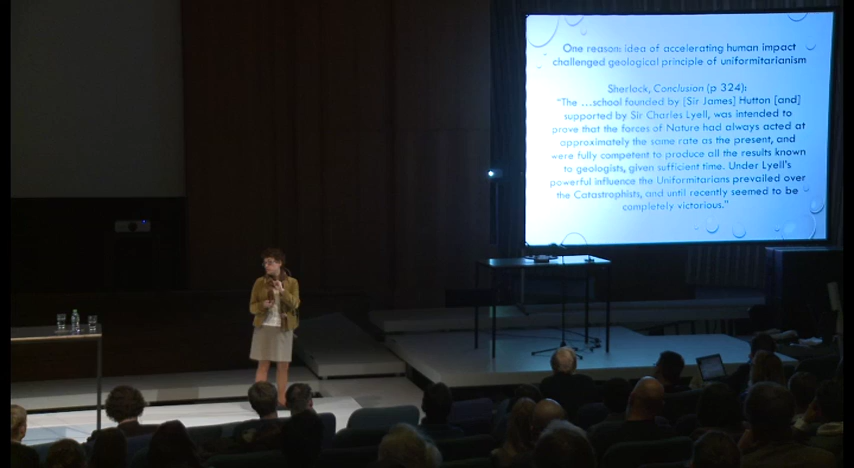 One reason: idea of accelerating human impact
challenged geological principle of uniformitarianism
Sherlock, Conclusion (p 324):
"The ...school founded by [Sir James] Hutton [and]
supported by Sir Charles Lyell, was intended to
prove that the forces of Nature had always acted at
approximately the same rate as the present, and
were fully competent to produce all the results known
to geologists, given sufficient time. Under Lyell's
powerful influence the Uniformitarians prevailed over
the Catastrophists, and until recently seemed to be
completely victorious."